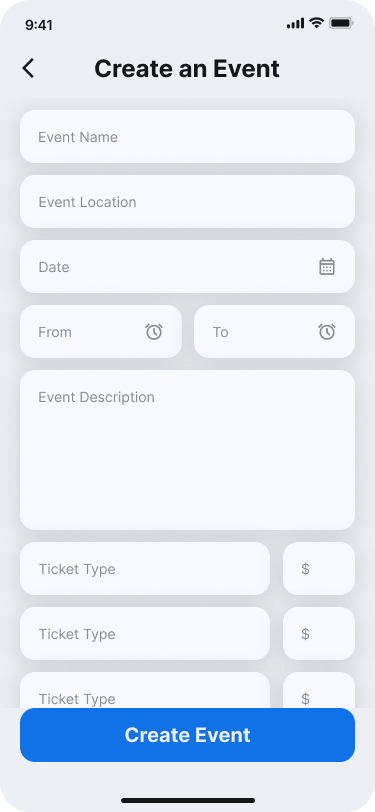 9:41
Create an Event
Event Name
Event Location
Date
From To
Event Description
Ticket Type $
Ticket Type $
Ticket Type $
Create Event